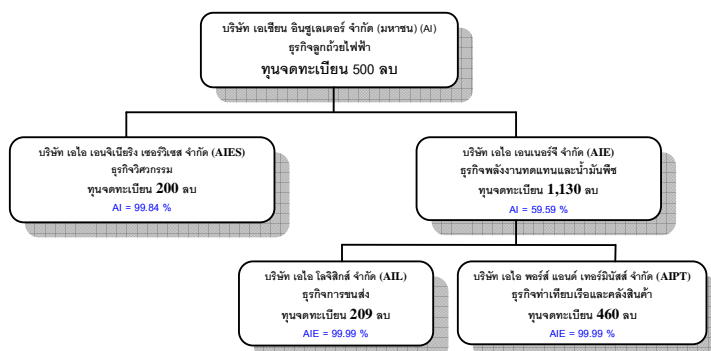 บริษัท เอเชียน อินซูเลเตอร์ จำกัด (มหาชน) (AI)
ธุรกิจลูกถ้วยไฟฟ้า
ทุนจดทะเบียน 500 ลบ
บริษัท เอไอ เอนจิเนียริง เซอร์วิเซส จำกัด (AIES)
ธุรกิจวิศวกรรม
ทุนจดทะเบียน 200 ลบ
AI = 99.84 %
บริษัท เอไอ เอนเนอร์จี จำกัด (AIE)
ธุรกิจพลังงานทดแทนและน้ำมันพืช
ทุนจดทะเบียน 1,130 ลบ
AI = 59.59 %
บริษัท เอไอ โลจิสิกส์ จำกัด (AIL)
ธุรกิจการขนส่ง
ทุนจดทะเบียน 209 ลบ
AIE = 99.99 %
บริษัท เอไอ พอร์ส แอนด์ เทอร์มินัสส์ จำกัด (AIPT)
ธุรกิจท่าเทียบเรือและคลังสินค้า
ทุนจดทะเบียน 460 ลบ
AIE = 99.99 %